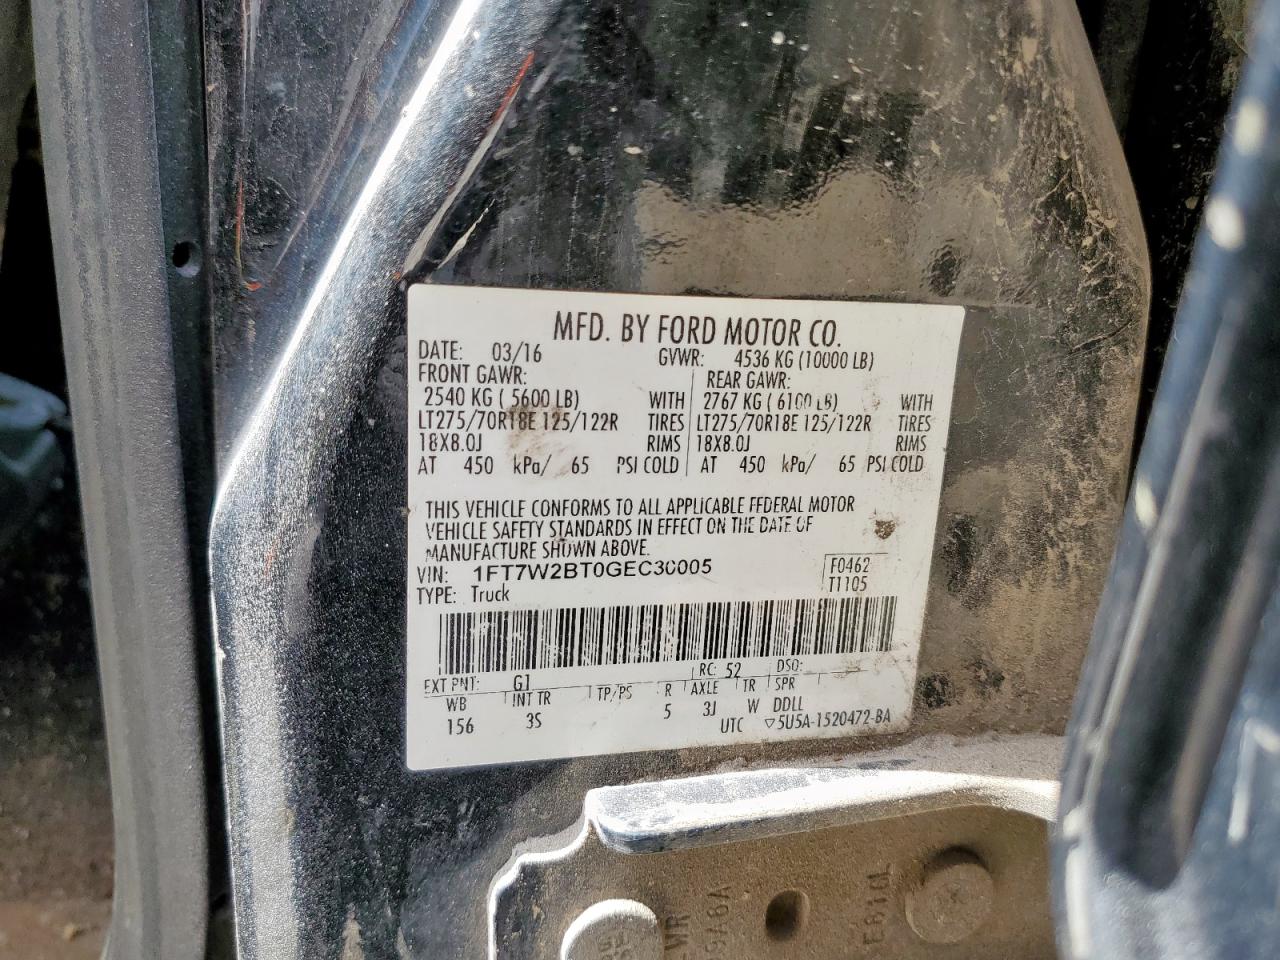 MFD. BY FORD MOTOR CO.
DATE: 03/16 GVWR: 4536 KG (10000 LB)
FRONT GAWR: REAR GAWR:
2540 KG ( 5600 LB) WITH 2767 KG ( 6100 LB) WITH
LT275/70R18E 125/122R TIRES LT275/70R18E 125/122R TIRES
18X8.0J RIMS 18X8.0J RIMS
AT 450 kPa/ 65 PSI COLD AT 450 kPa/ 65 PSI COLD
THIS VEHICLE CONFORMS TO ALL APPLICABLE FEDERAL MOTOR
VEHICLE SAFETY STANDARDS IN EFFECT ON THE DATE OF
MANUFACTURE SHOWN ABOVE.
VIN: 1FT7W2BT0GEC30005 F0462
TYPE: Truck T1105
EXT PNT: G1 RC: 52 DSO:
WB INT TR TP/PS R AXLE TR SPR
156 3S 5 3J W DDLL
UTC ▽5U5A-1520472-BA